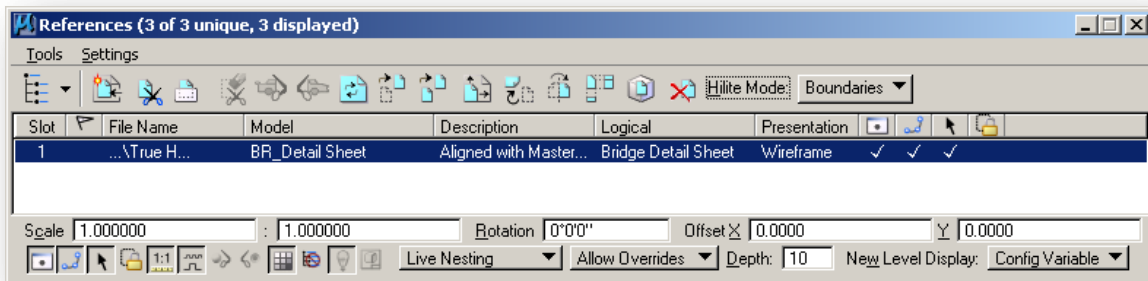 References (3 of 3 unique, 3 displayed)
Tools Settings
Hilite Mode: Boundaries
Slot File Name Model Description Logical Presentation
1 ...\True H... BR_Detail Sheet Aligned with Master... Bridge Detail Sheet Wireframe
Scale 1.000000 : 1.000000 Rotation 0°0'0" Offset X 0.0000 Y 0.0000
1:1 Live Nesting Allow Overrides Depth: 10 New Level Display: Config Variable